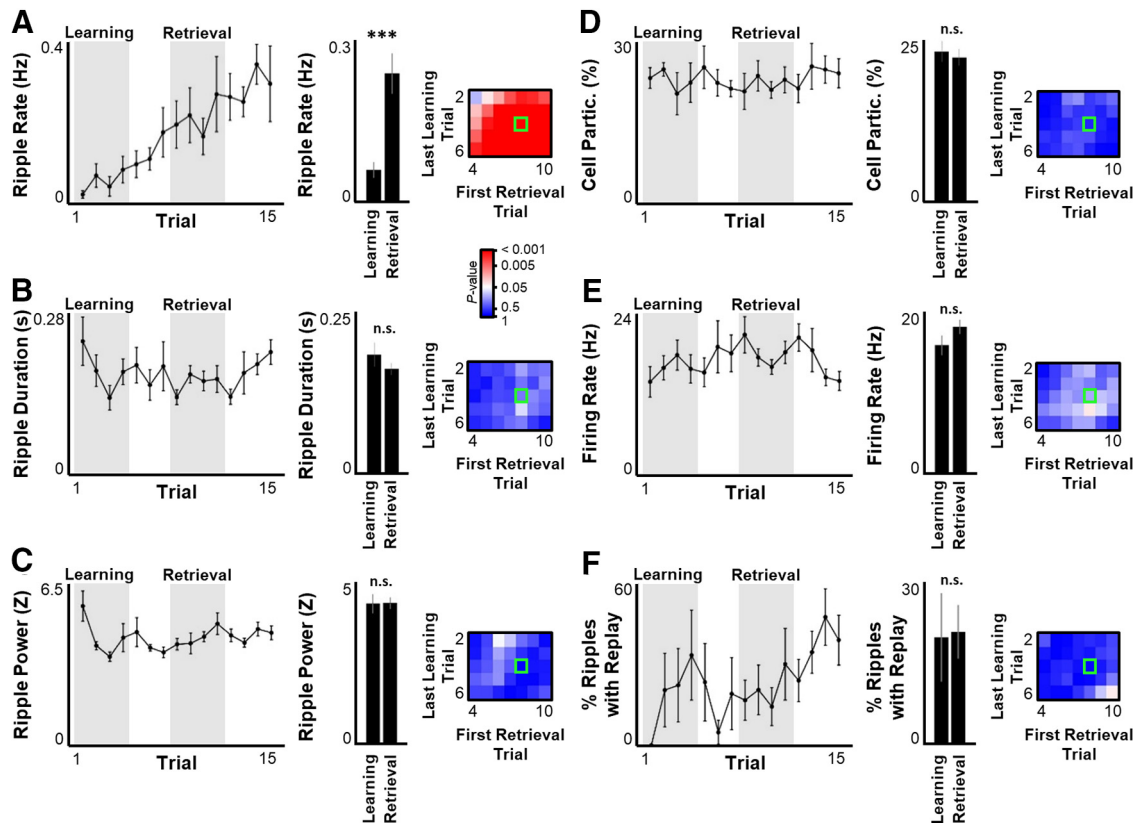 A
Learning
Retrieval
Ripple Rate (Hz)
0.4
0
1
15
Trial
Ripple Rate (Hz)
0.3
0
***
Learning
Retrieval
Last Learning
Trial
2
6
4
10
First Retrieval
Trial
P-value
< 0.001
0.005
0.05
0.5
1
B
Learning
Retrieval
Ripple Duration (s)
0.28
0
1
15
Trial
Ripple Duration (s)
0.25
0
n.s.
Learning
Retrieval
Last Learning
Trial
2
6
4
10
First Retrieval
Trial
C
Learning
Retrieval
Ripple Power (Z)
6.5
0
1
15
Trial
Ripple Power (Z)
5
0
n.s.
Learning
Retrieval
Last Learning
Trial
2
6
4
10
First Retrieval
Trial
D
Learning
Retrieval
Cell Partic. (%)
30
0
1
15
Trial
Cell Partic. (%)
25
0
n.s.
Learning
Retrieval
Last Learning
Trial
2
6
4
10
First Retrieval
Trial
E
Learning
Retrieval
Firing Rate (Hz)
24
0
1
15
Trial
Firing Rate (Hz)
20
0
n.s.
Learning
Retrieval
Last Learning
Trial
2
6
4
10
First Retrieval
Trial
F
Learning
Retrieval
% Ripples
with Replay
60
0
1
15
Trial
% Ripples
with Replay
30
0
n.s.
Learning
Retrieval
Last Learning
Trial
2
6
4
10
First Retrieval
Trial